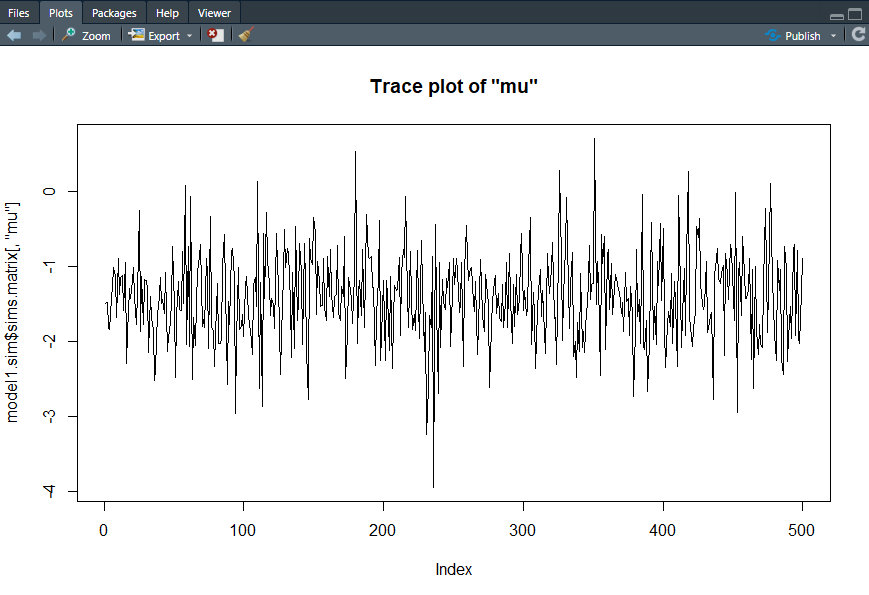 Files Plots Packages Help Viewer
Zoom Export Publish
Trace plot of "mu"
model1.sim$sims.matrix[, "mu"]
0
-1
-2
-3
-4
0 100 200 300 400 500
Index